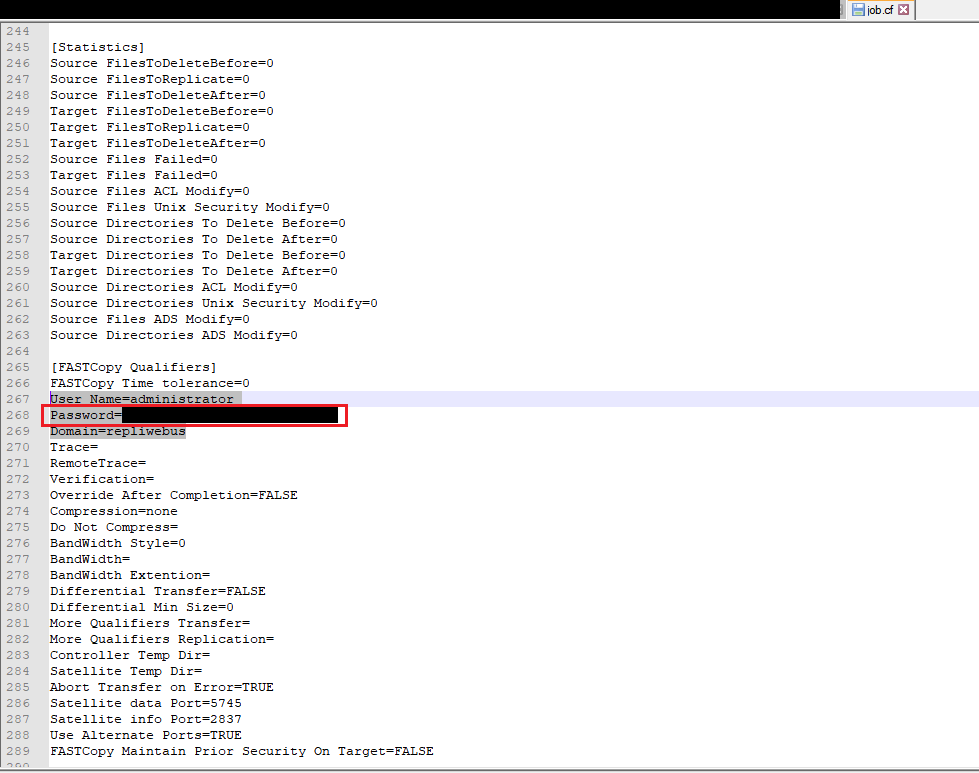 job.cf
244
245 [Statistics]
246 Source FilesToDeleteBefore=0
247 Source FilesToReplicate=0
248 Source FilesToDeleteAfter=0
249 Target FilesToDeleteBefore=0
250 Target FilesToReplicate=0
251 Target FilesToDeleteAfter=0
252 Source Files Failed=0
253 Target Files Failed=0
254 Source Files ACL Modify=0
255 Source Files Unix Security Modify=0
256 Source Directories To Delete Before=0
257 Source Directories To Delete After=0
258 Target Directories To Delete Before=0
259 Target Directories To Delete After=0
260 Source Directories ACL Modify=0
261 Source Directories Unix Security Modify=0
262 Source Files ADS Modify=0
263 Source Directories ADS Modify=0
264
265 [FASTCopy Qualifiers]
266 FASTCopy Time tolerance=0
267 User Name=administrator
268 Password=
269 Domain=repliwebus
270 Trace=
271 RemoteTrace=
272 Verification=
273 Override After Completion=FALSE
274 Compression=none
275 Do Not Compress=
276 BandWidth Style=0
277 BandWidth=
278 BandWidth Extention=
279 Differential Transfer=FALSE
280 Differential Min Size=0
281 More Qualifiers Transfer=
282 More Qualifiers Replication=
283 Controller Temp Dir=
284 Satellite Temp Dir=
285 Abort Transfer on Error=TRUE
286 Satellite data Port=5745
287 Satellite info Port=2837
288 Use Alternate Ports=TRUE
289 FASTCopy Maintain Prior Security On Target=FALSE
290